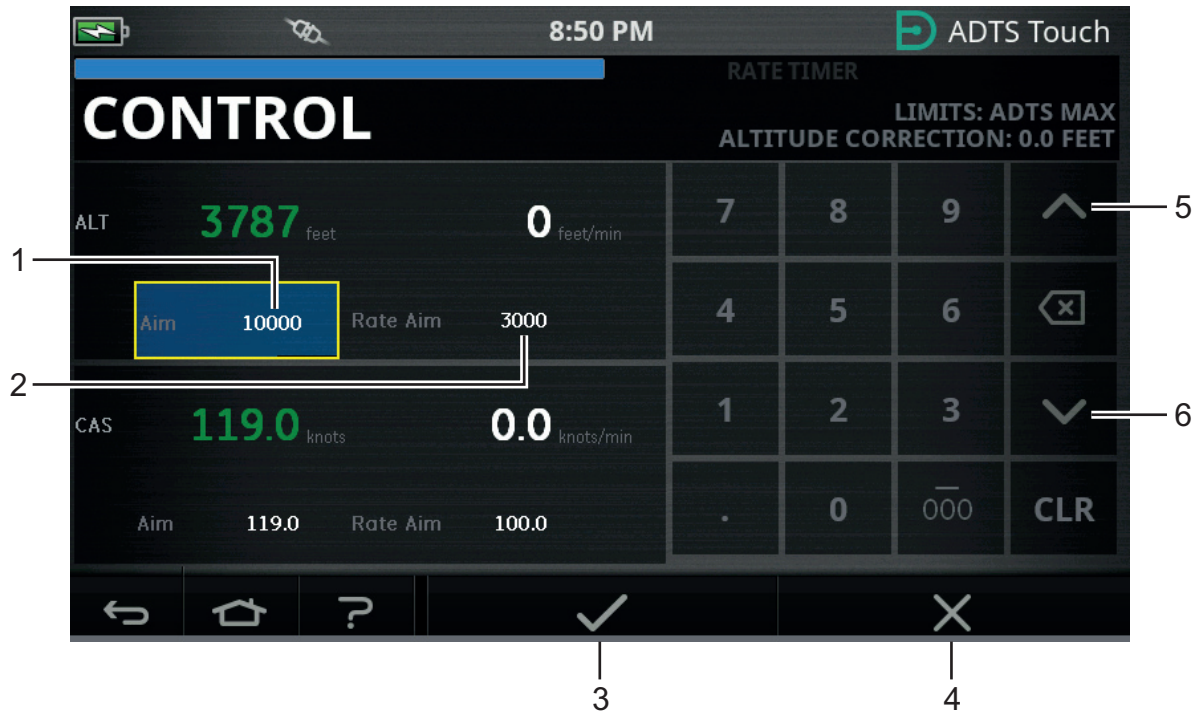 8:50 PM ADTS Touch
RATE TIMER
CONTROL
LIMITS: ADTS MAX
ALTITUDE CORRECTION: 0.0 FEET
ALT 3787 feet 0 feet/min
7 8 9
5
1
Aim 10000 Rate Aim 3000
4 5 6
2
CAS 119.0 knots 0.0 knots/min
1 2 3
6
Aim 119.0 Rate Aim 100.0
. 0 000 CLR
?
3 4